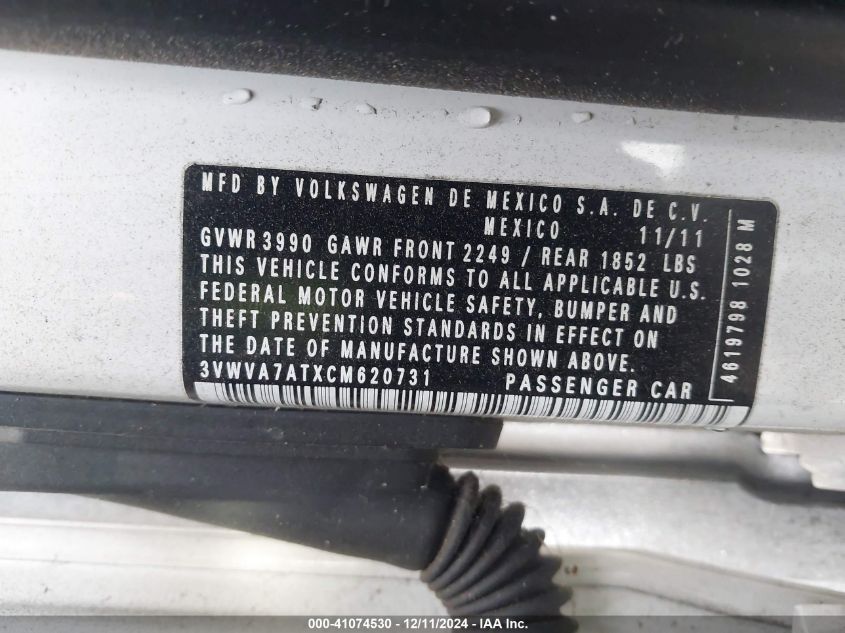 MFD BY VOLKSWAGEN DE MEXICO S.A. DE C.V.
MEXICO 11/11
GVWR 3990 GAWR FRONT 2249 / REAR 1852 LBS
THIS VEHICLE CONFORMS TO ALL APPLICABLE U.S.
FEDERAL MOTOR VEHICLE SAFETY, BUMPER AND
THEFT PREVENTION STANDARDS IN EFFECT ON
THE DATE OF MANUFACTURE SHOWN ABOVE.
3VWVA7ATXCM620731 PASSENGER CAR
4619798 1028 M
000-41074530 - 12/11/2024 - IAA, Inc.